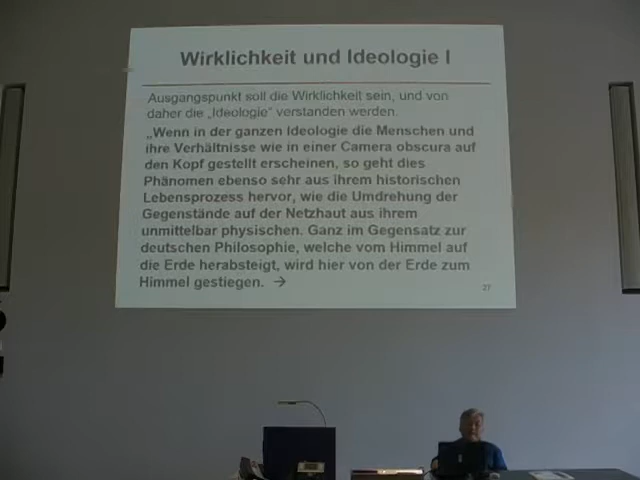 Wirklichkeit und Ideologie I
Ausgangspunkt soll die Wirklichkeit sein, und von
daher die „Ideologie“ verstanden werden.
„Wenn in der ganzen Ideologie die Menschen und
ihre Verhältnisse wie in einer Camera obscura auf
den Kopf gestellt erscheinen, so geht dies
Phänomen ebenso sehr aus ihrem historischen
Lebensprozess hervor, wie die Umdrehung der
Gegenstände auf der Netzhaut aus ihrem
unmittelbar physischen. Ganz im Gegensatz zur
deutschen Philosophie, welche vom Himmel auf
die Erde herabsteigt, wird hier von der Erde zum
Himmel gestiegen. →
27